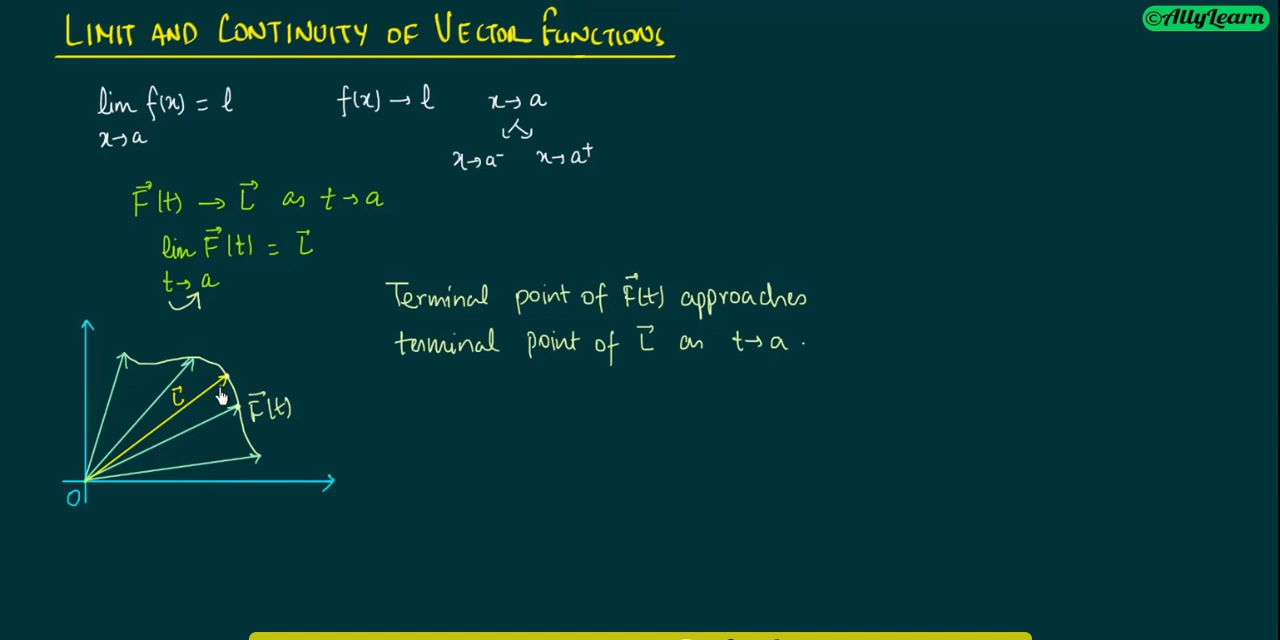 ©AllyLearn
LIMIT AND CONTINUITY OF VECTOR FUNCTIONS
lim f(x) = l f(x) → l x → a
x → a
x → a⁻ x → a⁺
F⃗(t) → L⃗ as t → a
lim F⃗(t) = L⃗
t → a
Terminal point of F⃗(t) approaches
terminal point of L⃗ as t → a.
L⃗
F⃗(t)
O